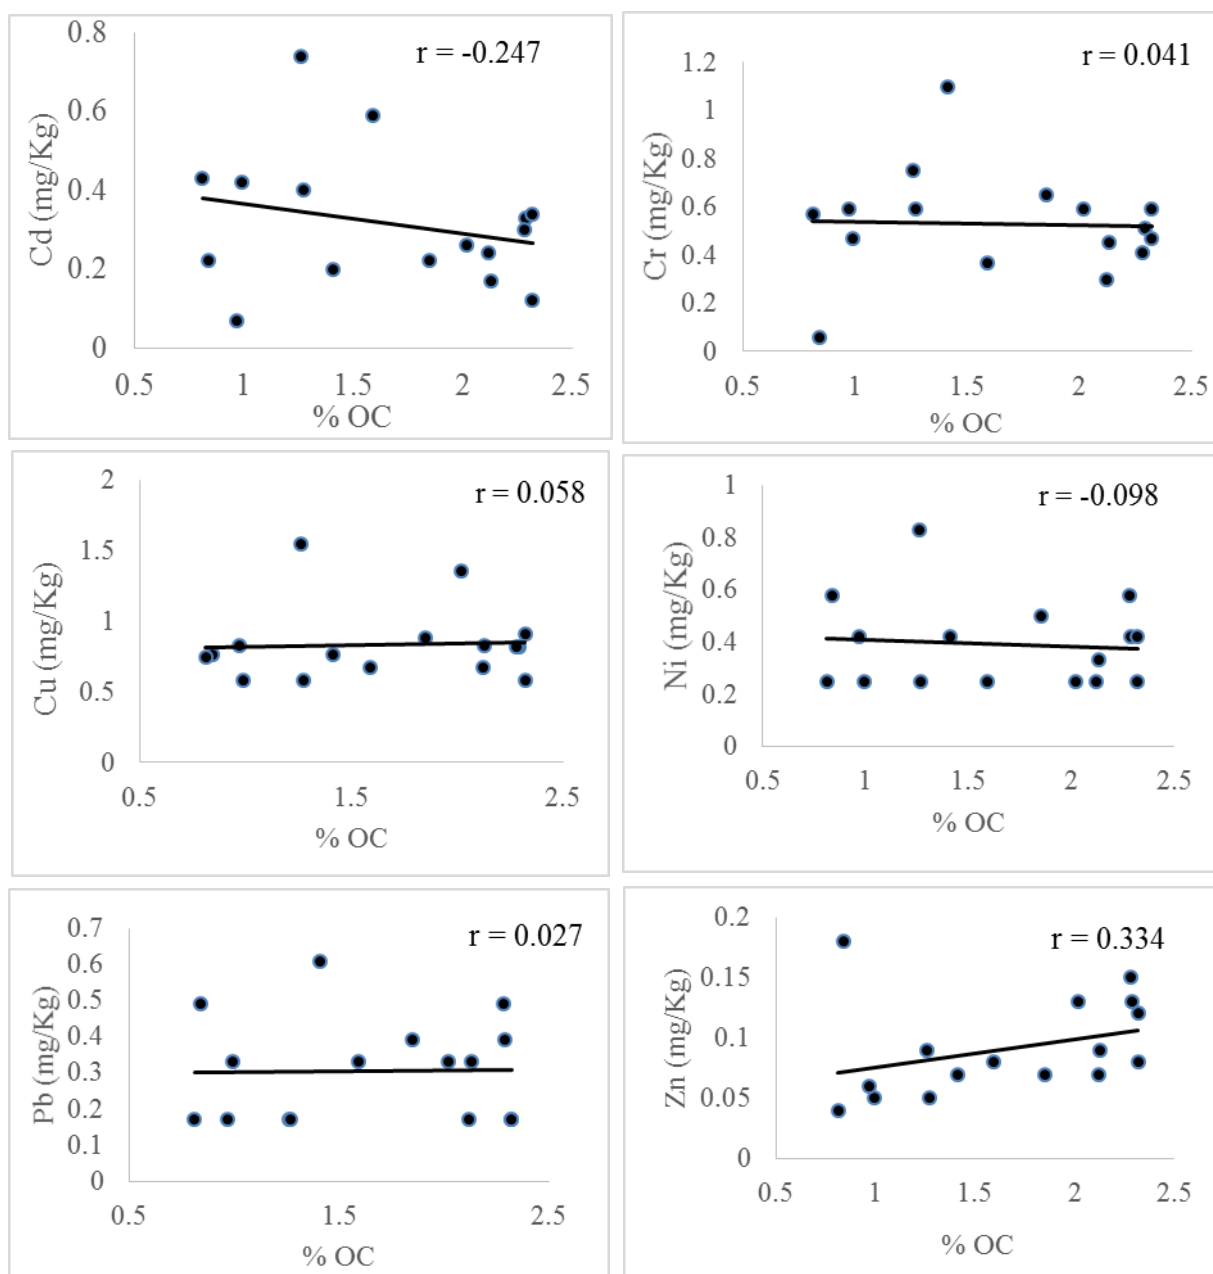 r = -0.247
Cd (mg/Kg)
0.8
0.6
0.4
0.2
0
0.5 1 1.5 2 2.5
% OC
r = 0.041
Cr (mg/Kg)
1.2
1
0.8
0.6
0.4
0.2
0
0.5 1 1.5 2 2.5
% OC
r = 0.058
Cu (mg/Kg)
2
1.5
1
0.5
0
0.5 1.5 2.5
% OC
r = -0.098
Ni (mg/Kg)
1
0.8
0.6
0.4
0.2
0
0.5 1 1.5 2 2.5
% OC
r = 0.027
Pb (mg/Kg)
0.7
0.6
0.5
0.4
0.3
0.2
0.1
0
0.5 1.5 2.5
% OC
r = 0.334
Zn (mg/Kg)
0.2
0.15
0.1
0.05
0
0.5 1 1.5 2 2.5
% OC